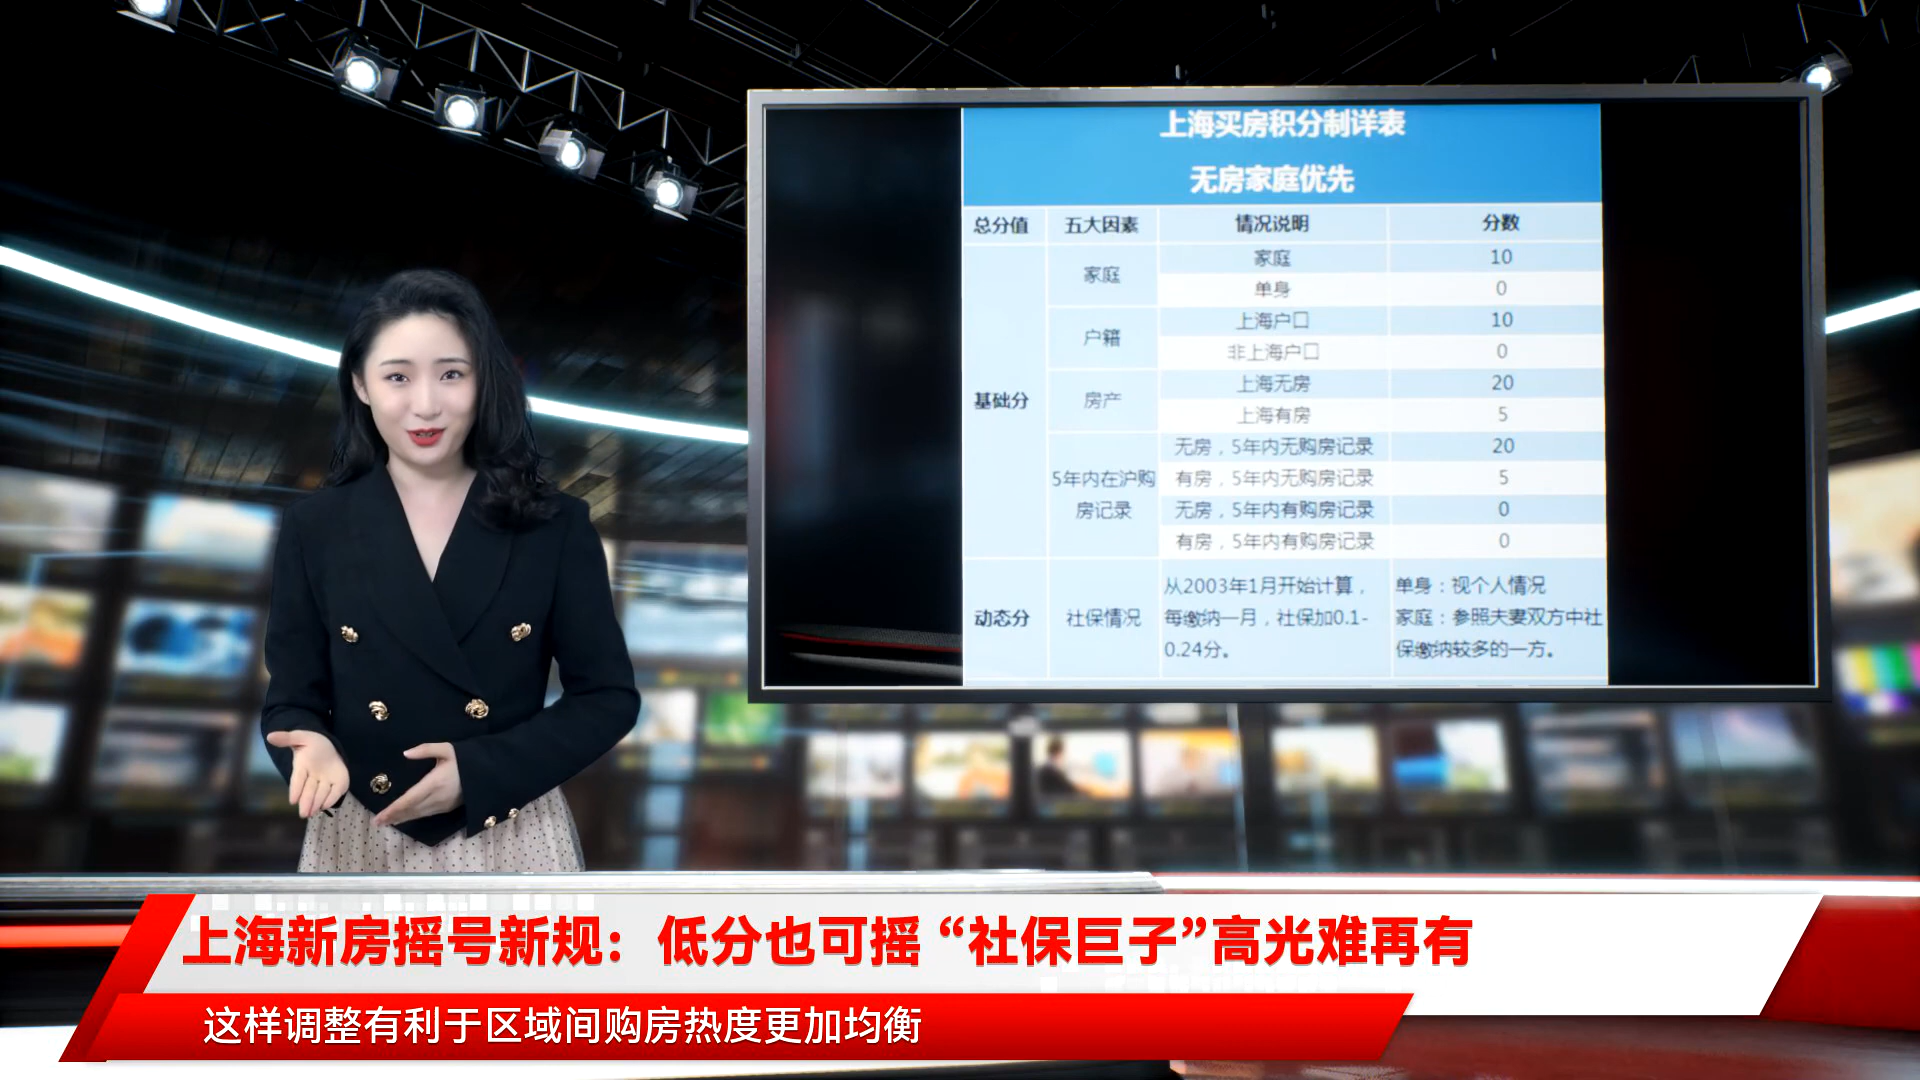 上海买房积分制详表
无房家庭优先
总分值 五大因素 情况说明 分数
基础分 家庭 家庭 10
单身 0
户籍 上海户口 10
非上海户口 0
房产 上海无房 20
上海有房 5
5年内在沪购房记录 无房，5年内无购房记录 20
有房，5年内无购房记录 5
无房，5年内有购房记录 0
有房，5年内有购房记录 0
动态分 社保情况 从2003年1月开始计算，每缴纳一月，社保加0.1-0.24分。 单身：视个人情况
家庭：参照夫妻双方中社保缴纳较多的一方。
上海新房摇号新规：低分也可摇 “社保巨子”高光难再有
这样调整有利于区域间购房热度更加均衡